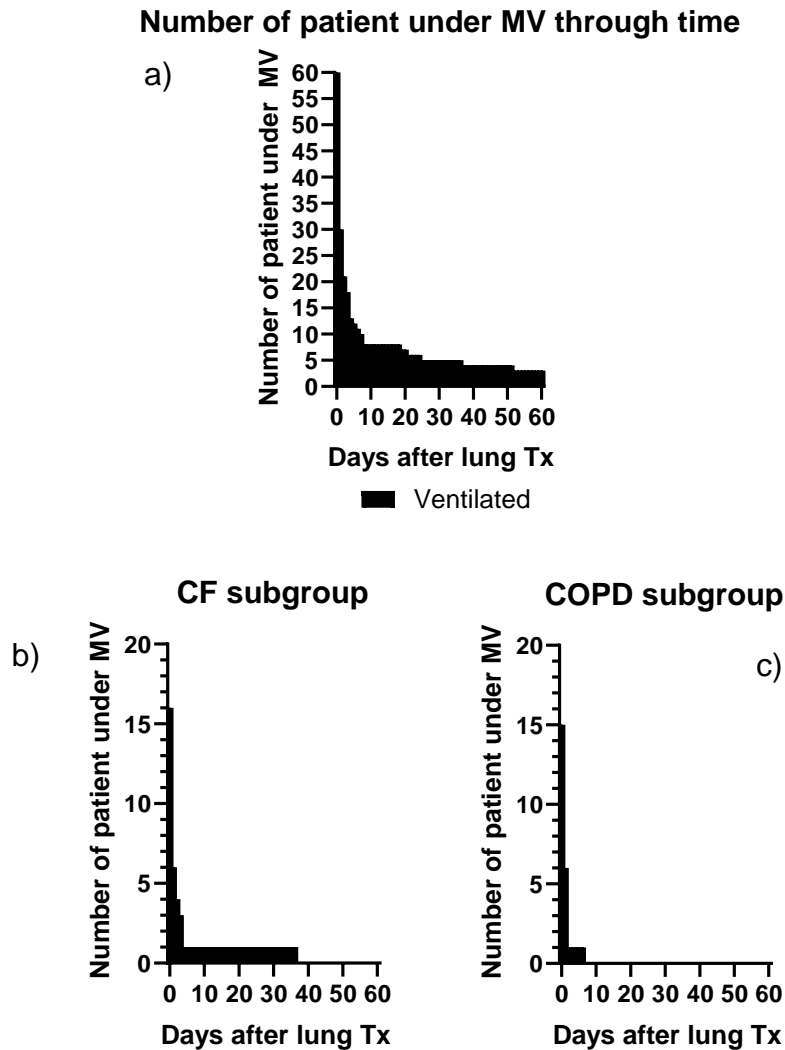 Number of patient under MV through time
a)
Number of patient under MV
60
55
50
45
40
35
30
25
20
15
10
5
0
0 10 20 30 40 50 60
Days after lung Tx
Ventilated
CF subgroup
b)
Number of patient under MV
20
15
10
5
0
0 10 20 30 40 50 60
Days after lung Tx
COPD subgroup
c)
Number of patient under MV
20
15
10
5
0
0 10 20 30 40 50 60
Days after lung Tx